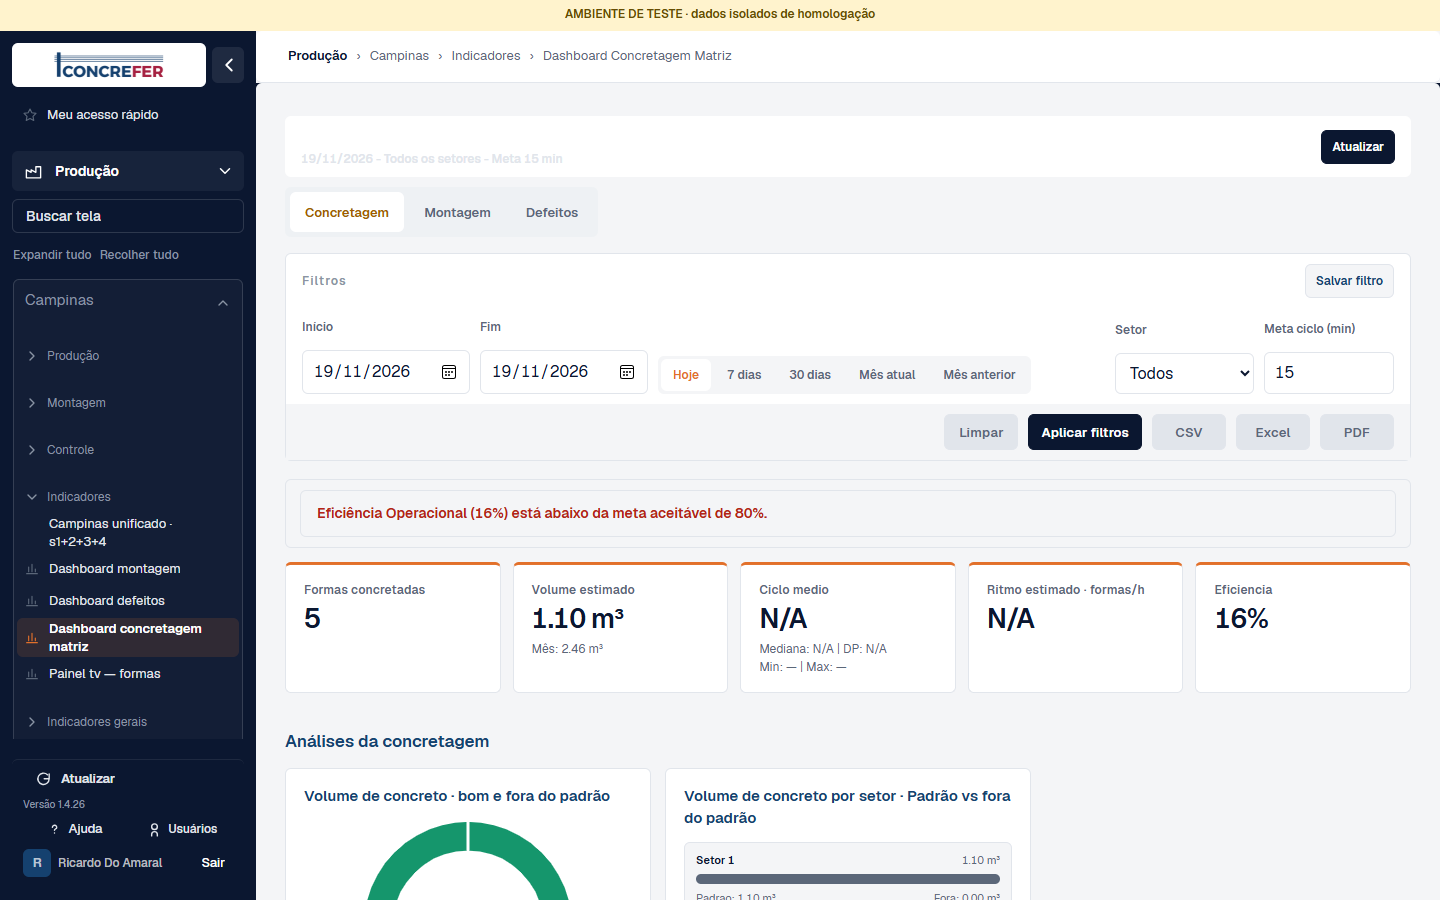 AMBIENTE DE TESTE · dados isolados de homologação
CONCREFER
Meu acesso rápido
Produção
Buscar tela
Expandir tudo Recolher tudo
Campinas
Produção
Montagem
Controle
Indicadores
Campinas unificado ·
s1+2+3+4
Dashboard montagem
Dashboard defeitos
Dashboard concretagem
matriz
Painel tv — formas
Indicadores gerais
Atualizar
Versão 1.4.26
? Ajuda Usuários
R Ricardo Do Amaral Sair
Produção › Campinas › Indicadores › Dashboard Concretagem Matriz
19/11/2026 - Todos os setores - Meta 15 min
Atualizar
Concretagem Montagem Defeitos
Filtros
Salvar filtro
Início Fim Setor Meta ciclo (min)
19/11/2026 19/11/2026 Hoje 7 dias 30 dias Mês atual Mês anterior Todos 15
Limpar Aplicar filtros CSV Excel PDF
Eficiência Operacional (16%) está abaixo da meta aceitável de 80%.
Formas concretadas
5
Volume estimado
1.10 m³
Mês: 2.46 m³
Ciclo medio
N/A
Mediana: N/A | DP: N/A
Min: — | Max: —
Ritmo estimado · formas/h
N/A
Eficiencia
16%
Análises da concretagem
Volume de concreto · bom e fora do padrão
Volume de concreto por setor · Padrão vs fora
do padrão
Setor 1 1.10 m³
Padrao: 1.10 m³ Fora: 0.00 m³